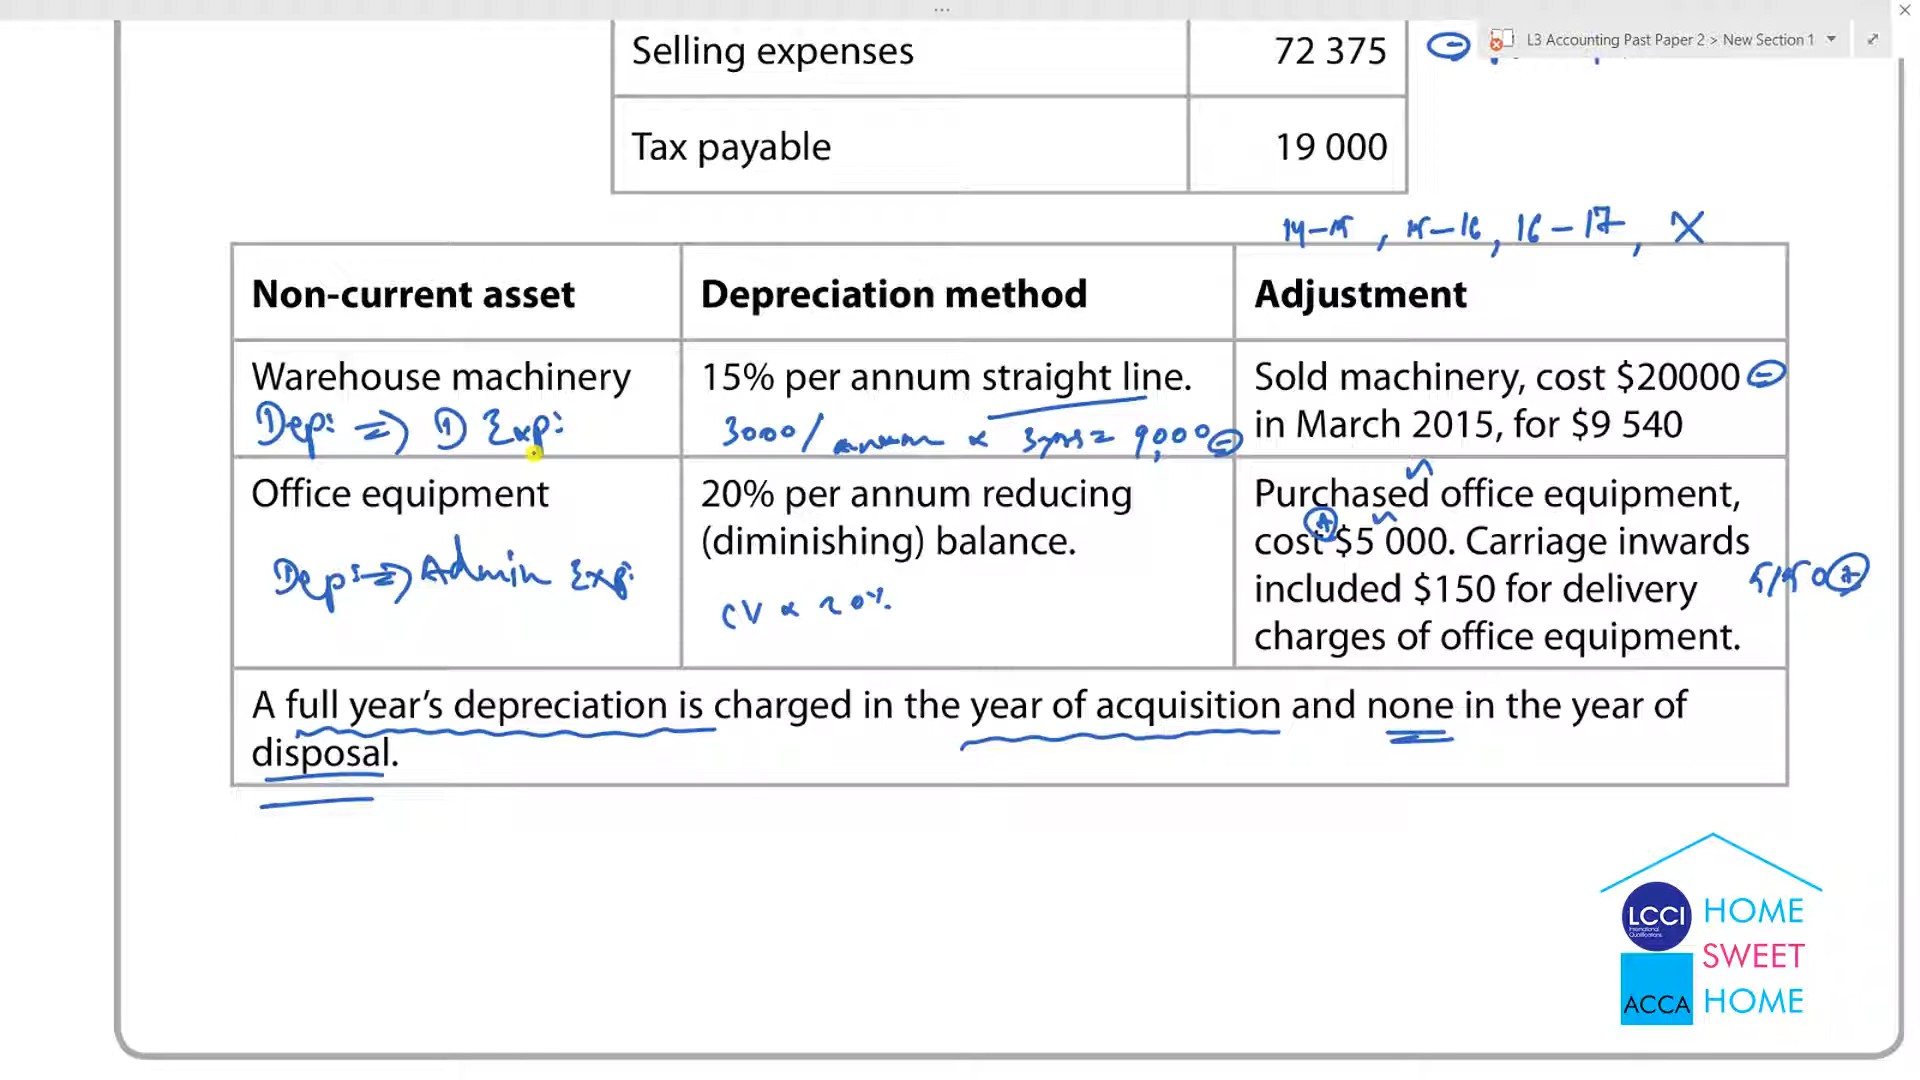 L3 Accounting Past Paper 2 > New Section 1
Selling expenses 72 375
Tax payable 19 000
14-15, 15-16, 16-17, X
Non-current asset Depreciation method Adjustment
Warehouse machinery 15% per annum straight line. Sold machinery, cost $20000
in March 2015, for $9 540
Dep: => D Exp: 3000/ annum × 3yrs = 9,000
Office equipment 20% per annum reducing Purchased office equipment,
(diminishing) balance. cost $5 000. Carriage inwards
included $150 for delivery
charges of office equipment.
Dep: => Admin Exp: CV × 20% 5150 +
A full year's depreciation is charged in the year of acquisition and none in the year of
disposal.
LCCI
International
Qualifications
ACCA
HOME
SWEET
HOME